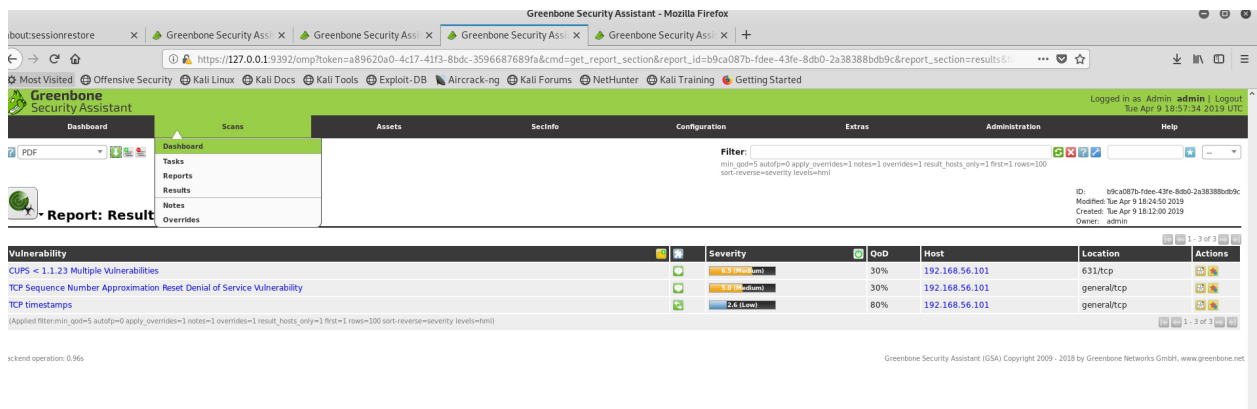 Greenbone Security Assistant - Mozilla Firefox
about:sessionrestore
Greenbone Security Assis
Greenbone Security Assis
Greenbone Security Assis
Greenbone Security Assis
https://127.0.0.1:9392/omp?token=a89620a0-4c17-41f3-8bdc-3596687689fa&cmd=get_report_section&report_id=b9ca087b-fdee-43fe-8db0-2a38388bdb9c&report_section=results&fi
Most Visited Offensive Security Kali Linux Kali Docs Kali Tools Exploit-DB Aircrack-ng Kali Forums NetHunter Kali Training Getting Started
Greenbone
Security Assistant
Logged in as Admin admin | Logout
Tue Apr 9 18:57:34 2019 UTC
Dashboard Scans Assets SecInfo Configuration Extras Administration Help
Dashboard
Tasks
Reports
Results
Notes
Overrides
PDF
Filter:
min_qod=5 autofp=0 apply_overrides=1 notes=1 overrides=1 result_hosts_only=1 first=1 rows=100
sort-reverse=severity levels=hml
--
Report: Result
ID: b9ca087b-fdee-43fe-8db0-2a38388bdb9c
Modified: Tue Apr 9 18:24:50 2019
Created: Tue Apr 9 18:12:00 2019
Owner: admin
1 - 3 of 3
Vulnerability Severity QoD Host Location Actions
CUPS < 1.1.23 Multiple Vulnerabilities 6.5 (Medium) 30% 192.168.56.101 631/tcp
TCP Sequence Number Approximation Reset Denial of Service Vulnerability 5.0 (Medium) 30% 192.168.56.101 general/tcp
TCP timestamps 2.6 (Low) 80% 192.168.56.101 general/tcp
(Applied filter:min_qod=5 autofp=0 apply_overrides=1 notes=1 overrides=1 result_hosts_only=1 first=1 rows=100 sort-reverse=severity levels=hml)
1 - 3 of 3
ackend operation: 0.96s
Greenbone Security Assistant (GSA) Copyright 2009 - 2018 by Greenbone Networks GmbH, www.greenbone.net